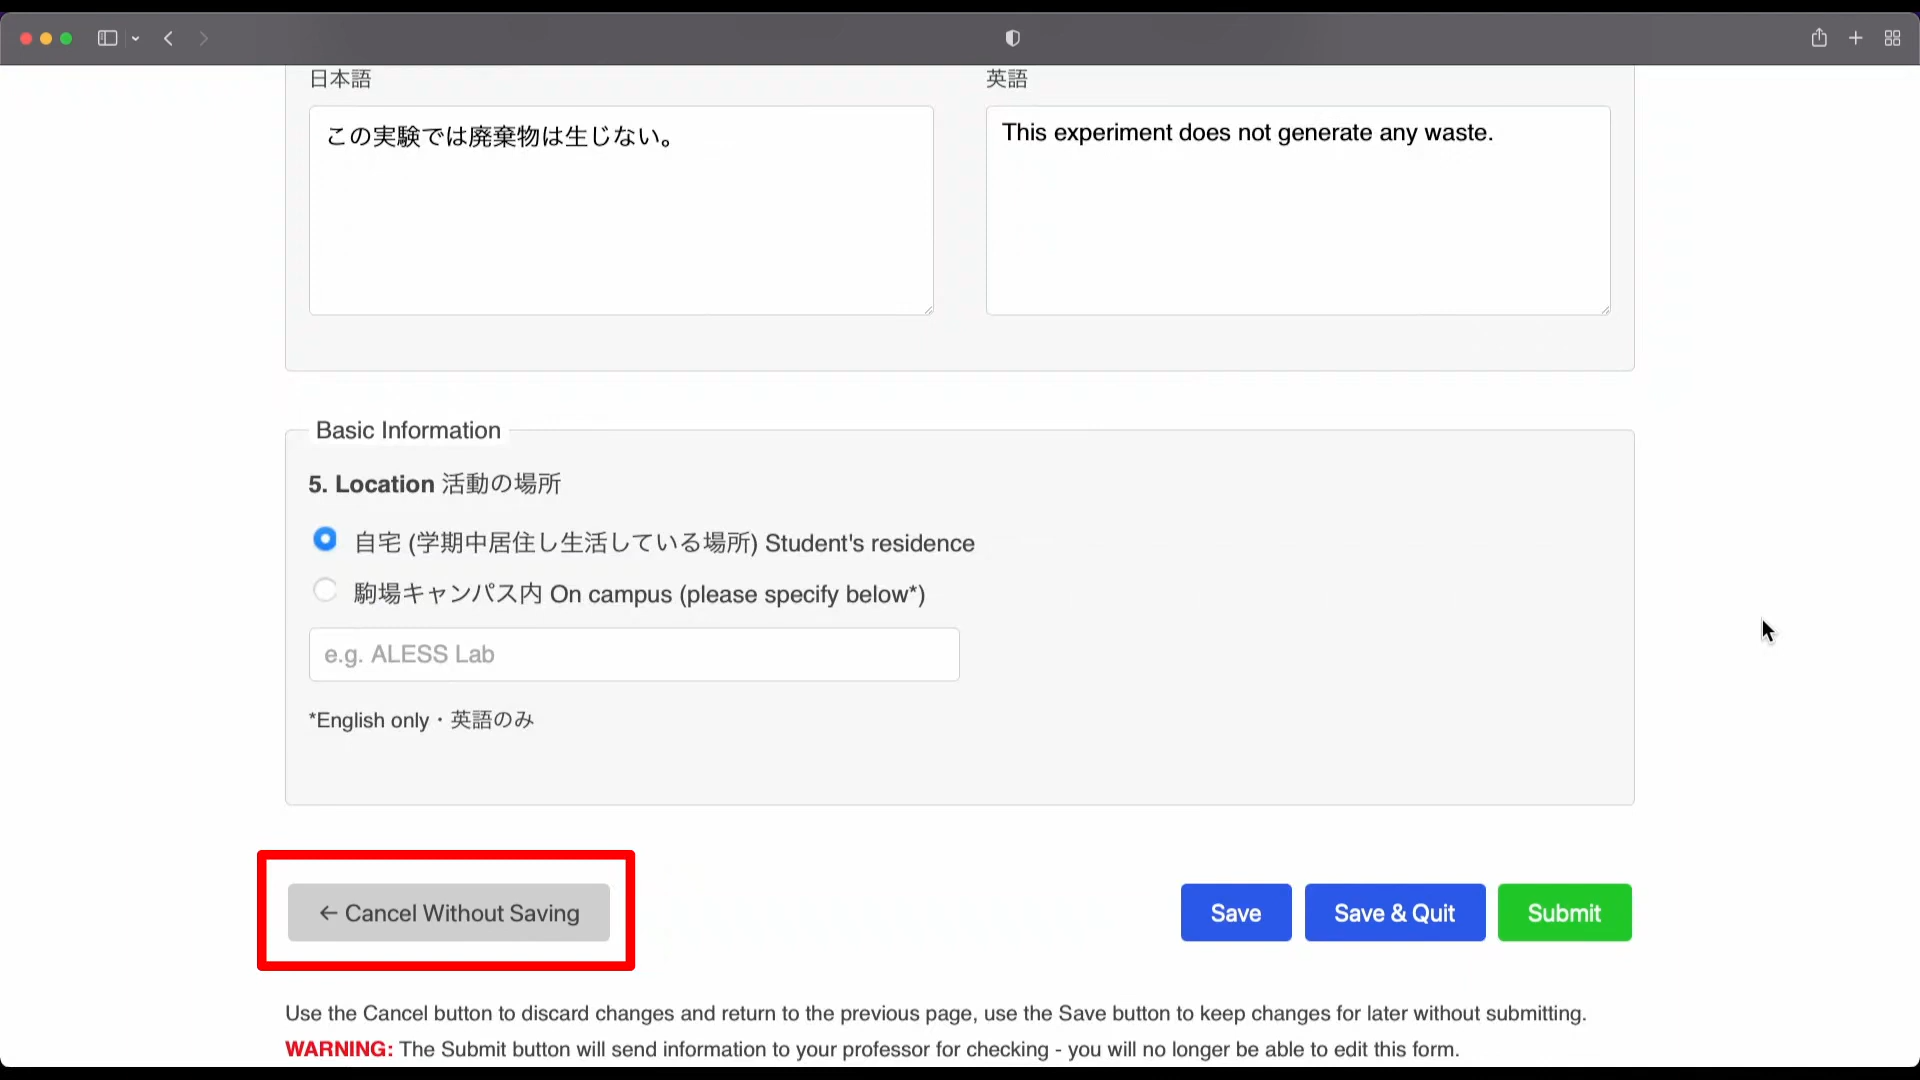 日本語
英語
この実験では廃棄物は生じない。
This experiment does not generate any waste.
Basic Information
5. Location 活動の場所
自宅 (学期中居住し生活している場所) Student's residence
駒場キャンパス内 On campus (please specify below*)
e.g. ALESS Lab
*English only・英語のみ
← Cancel Without Saving
Save
Save & Quit
Submit
Use the Cancel button to discard changes and return to the previous page, use the Save button to keep changes for later without submitting.
WARNING: The Submit button will send information to your professor for checking - you will no longer be able to edit this form.